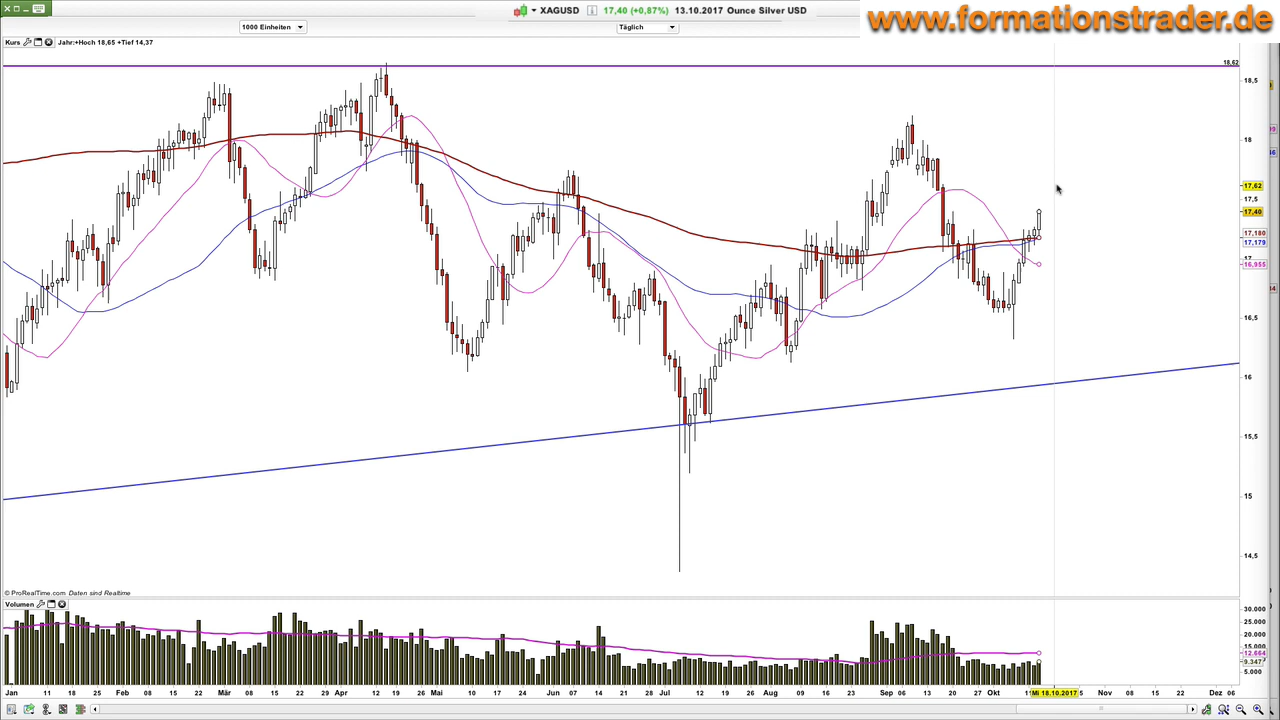 XAGUSD 17,40 (+0,87%) 13.10.2017 Ounce Silver USD
www.formationstrader.de
1000 Einheiten
Täglich
Kurs
Jahr:+Hoch 18,65 +Tief 14,37
18,62
18,5
18
17,62
17,5
17,40
17,180
17,179
17
16,955
16,5
16
15,5
15
14,5
© ProRealTime.com Daten sind Realtime
Volumen
30.000
25.000
20.000
15.000
12.664
9.347
5.000
Jan 11 18 24 Feb 08 15 22 Mär 08 15 22 Apr 12 19 26 Mai 10 17 24 Jun 07 14 21 28 Jul 12 19 26 Aug 09 16 23 Sep 06 13 20 27 Okt Mi 18.10.2017 Nov 08 15 22 Dez 06